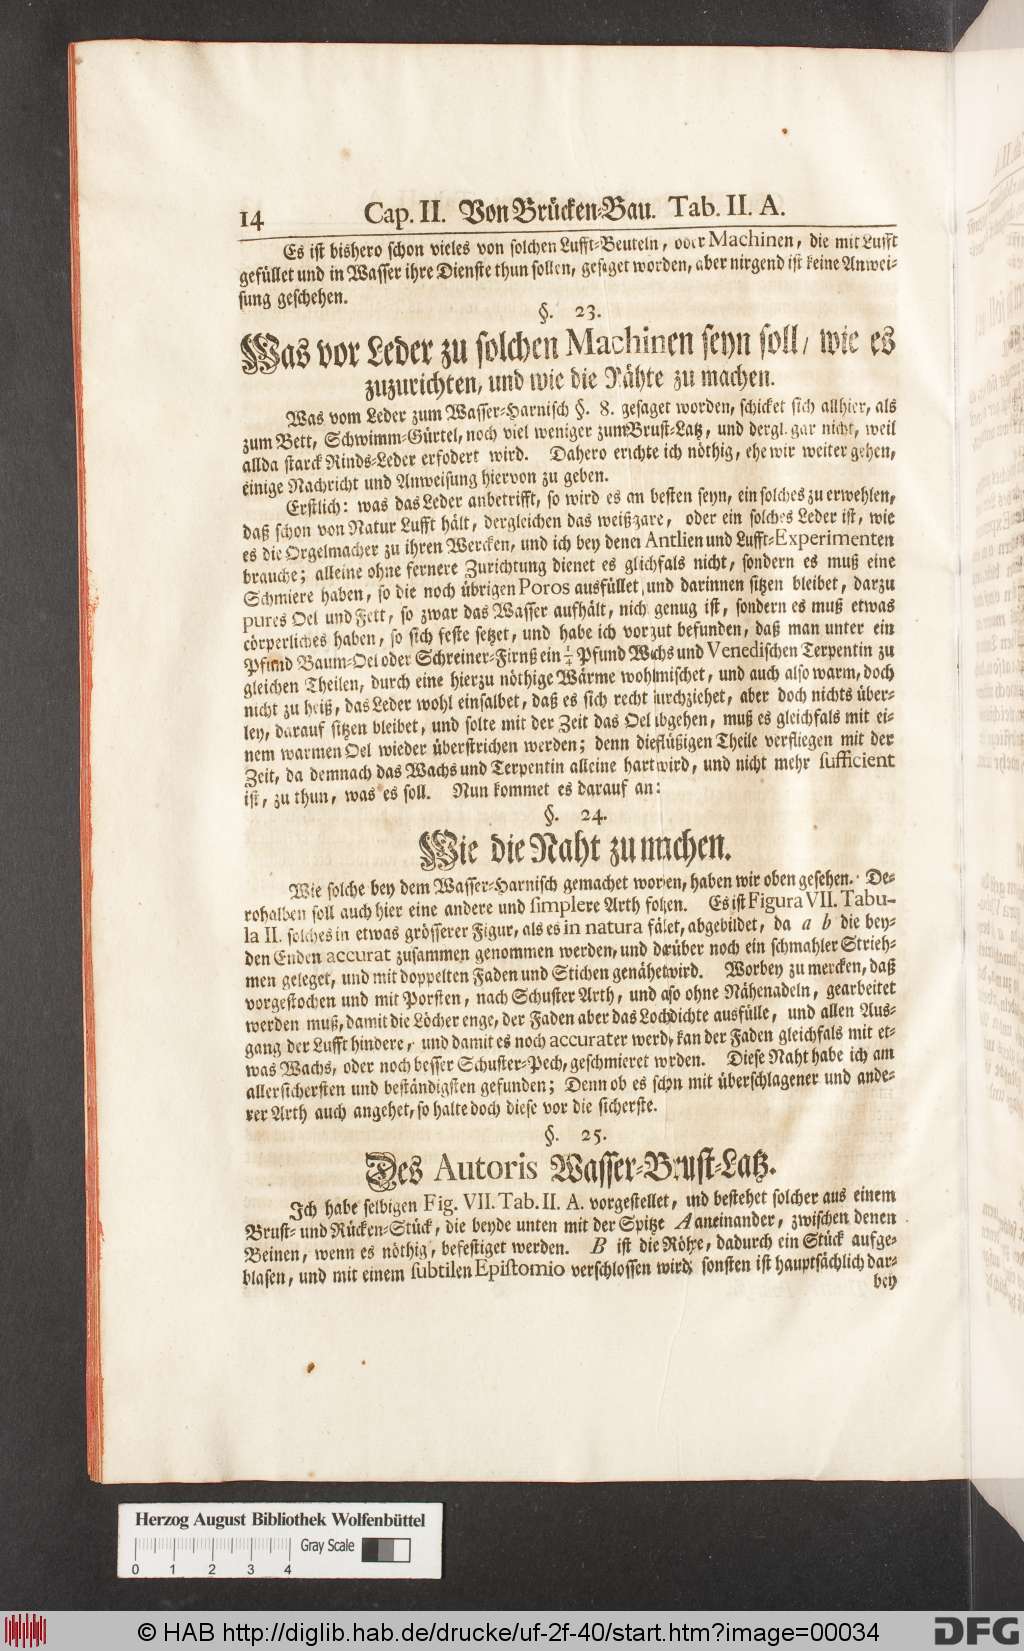 14 Cap. II. Von Brücken-Bau. Tab. II. A.
Es ist bishero schon vieles von solchen Lufft-Beuteln, oder Machinen, die mit Lufft
gefüllet und in Wasser ihre Dienste thun sollen, gesaget worden, aber nirgend ist keine Anwei-
sung geschehen.
§. 23.
Was vor Leder zu solchen Machinen seyn soll, wie es
zuzurichten, und wie die Nähte zu machen.
Was vom Leder zum Wasser-Harnisch §. 8. gesaget worden, schicket sich allhier, als
zum Bett, Schwimm-Gürtel, noch viel weniger zum Brust-Latz, und dergl. gar nicht, weil
allda starck Rinds-Leder erfodert wird. Dahero erachte ich nöthig, ehe wir weiter gehen,
einige Nachricht und Anweisung hiervon zu geben.
Erstlich: was das Leder anbetrifft, so wird es an besten seyn, ein solches zu erwehlen,
daß schon von Natur Lufft hält, dergleichen das weißgare, oder ein solches Leder ist, wie
es die Orgelmacher zu ihren Wercken, und ich bey denen Antlien und Lufft-Experimenten
brauche; alleine ohne fernere Zurichtung dienet es glichfals nicht, sondern es muß eine
Schmiere haben, so die noch übrigen Poros ausfüllet, und darinnen sitzen bleibet, darzu
pures Oel und Fett, so zwar das Wasser aufhält, nicht genug ist, sondern es muß etwas
cörperliches haben, so sich feste setzet, und habe ich vor gut befunden, daß man unter ein
Pfund Baum-Oel oder Schreiner-Firnß ein ¼ Pfund Wachs und Venedischen Terpentin zu
gleichen Theilen, durch eine hierzu nöthige Wärme wohl mischet, und auch also warm, doch
nicht zu heiß, das Leder wohl einsalbet, daß es sich recht durchziehet, aber doch nichts über-
ley, darauf sitzen bleibet, und solte mit der Zeit das Oel abgehen, muß es gleichfals mit ei-
nem warmen Oel wieder überstrichen werden; denn die flüßigen Theile verfliegen mit der
Zeit, da demnach das Wachs und Terpentin alleine hart wird, und nicht mehr sufficient
ist, zu thun, was es soll. Nun kommet es darauf an:
§. 24.
Wie die Naht zu machen.
Wie solche bey dem Wasser-Harnisch gemachet worden, haben wir oben gesehen. De-
rohalben soll auch hier eine andere und simplere Arth folgen. Es ist Figura VII. Tabu-
la II. solches in etwas grösserer Figur, als es in natura fället, abgebildet, da a b die bey-
den Enden accurat zusammen genommen werden, und darüber noch ein schmahler Strieh-
men geleget, und mit doppelten Faden und Stichen genähet wird. Worbey zu mercken, daß
vorgestochen und mit Porsten, nach Schuster Arth, und also ohne Nähenadeln, gearbeitet
werden muß, damit die Löcher enge, der Faden aber das Loch dichte ausfülle, und allen Aus-
gang der Lufft hindere, und damit es noch accurater werde, kan der Faden gleichfals mit et-
was Wachs, oder noch besser Schuster-Pech, geschmieret werden. Diese Naht habe ich am
allersichersten und beständigsten gefunden; Denn ob es schon mit überschlagener und ande-
rer Arth auch angehet, so halte doch diese vor die sicherste.
§. 25.
Des Autoris Wasser-Brust-Latz.
Ich habe selbigen Fig. VII. Tab. II. A. vorgestellet, und bestehet solcher aus einem
Brust- und Rücken-Stück, die beyde unten mit der Spitze A aneinander, zwischen denen
Beinen, wenn es nöthig, befestiget werden. B ist die Röhre, dadurch ein Stück aufge-
blasen, und mit einem subtilen Epistomio verschlossen wird; sonsten ist hauptsächlich dar-
bey
Herzog August Bibliothek Wolfenbüttel
Gray Scale
0 1 2 3 4
© HAB http://diglib.hab.de/drucke/uf-2f-40/start.htm?image=00034
DFG